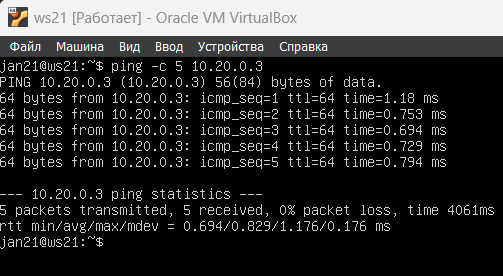 ws21 [Работает] - Oracle VM VirtualBox
Файл Машина Вид Ввод Устройства Справка
jan21@ws21:~$ ping -c 5 10.20.0.3
PING 10.20.0.3 (10.20.0.3) 56(84) bytes of data.
64 bytes from 10.20.0.3: icmp_seq=1 ttl=64 time=1.18 ms
64 bytes from 10.20.0.3: icmp_seq=2 ttl=64 time=0.753 ms
64 bytes from 10.20.0.3: icmp_seq=3 ttl=64 time=0.694 ms
64 bytes from 10.20.0.3: icmp_seq=4 ttl=64 time=0.729 ms
64 bytes from 10.20.0.3: icmp_seq=5 ttl=64 time=0.794 ms
--- 10.20.0.3 ping statistics ---
5 packets transmitted, 5 received, 0% packet loss, time 4061ms
rtt min/avg/max/mdev = 0.694/0.829/1.176/0.176 ms
jan21@ws21:~$